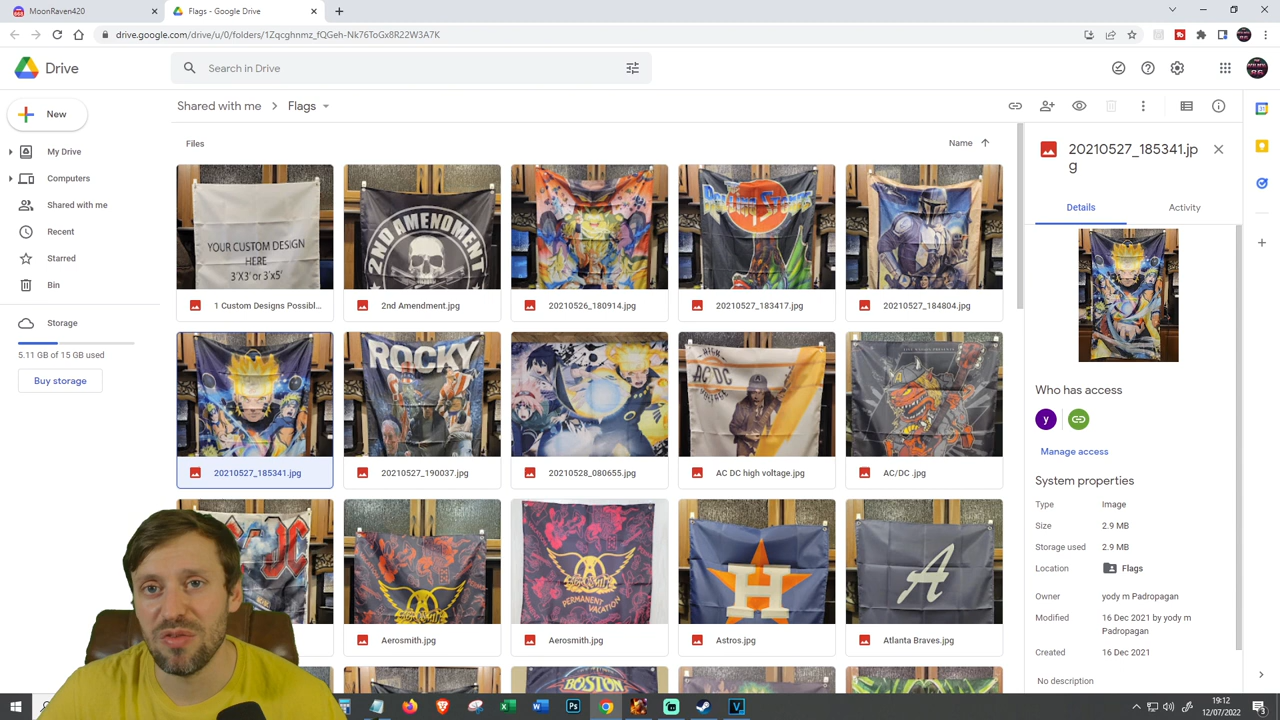 MoonRaven420
Flags - Google Drive
drive.google.com/drive/u/0/folders/1Zqcghnmz_fQGeh-Nk76ToGx8R22W3A7K
Drive
Search in Drive
New
My Drive
Computers
Shared with me
Recent
Starred
Bin
Storage
5.11 GB of 15 GB used
Buy storage
Shared with me > Flags
Files
Name
YOUR CUSTOM DESIGN
HERE
3'X3' or 3'x5'
2ND AMENDMENT
1 Custom Designs Possibl...
2nd Amendment.jpg
20210526_180914.jpg
20210527_183417.jpg
20210527_184804.jpg
ROCKY
HIGH
AC/DC
20210527_185341.jpg
20210527_190037.jpg
20210528_080655.jpg
AC DC high voltage.jpg
AC/DC .jpg
AEROSMITH
PERMANENT
VACATION
H
A
Aerosmith.jpg
Aerosmith.jpg
Astros.jpg
Atlanta Braves.jpg
BOSTON
20210527_185341.jp
g
Details
Activity
Who has access
y
Manage access
System properties
Type Image
Size 2.9 MB
Storage used 2.9 MB
Location Flags
Owner yody m Padropagan
Modified 16 Dec 2021 by yody m
Padropagan
Created 16 Dec 2021
No description
19:12
12/07/2022